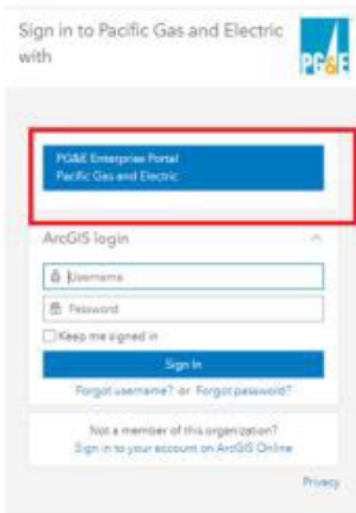 Sign in to Pacific Gas and Electric
with
PG&E
PG&E Enterprise Portal
Pacific Gas and Electric
ArcGIS login
Username
Password
Keep me signed in
Sign In
Forgot username? or Forgot password?
Not a member of this organization?
Sign in to your account on ArcGIS Online
Privacy